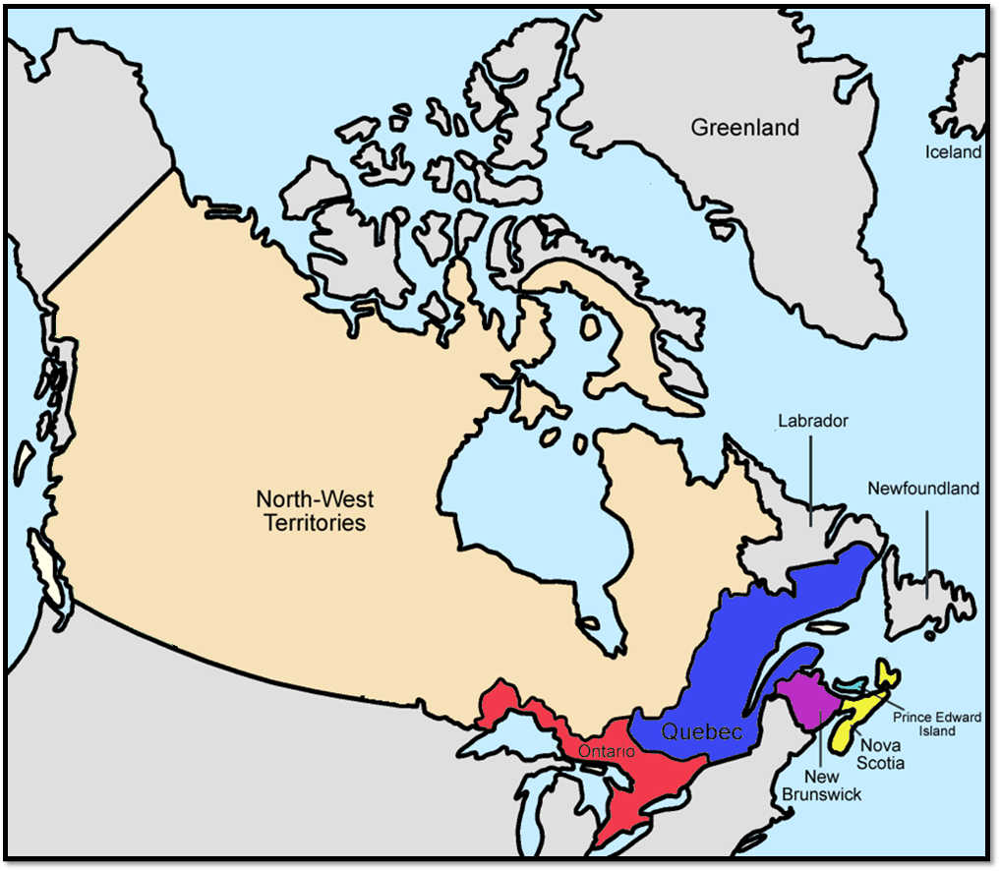 Greenland
Iceland
Labrador
Newfoundland
North-West
Territories
Prince Edward
Island
Quebec
Ontario
Nova
Scotia
New
Brunswick